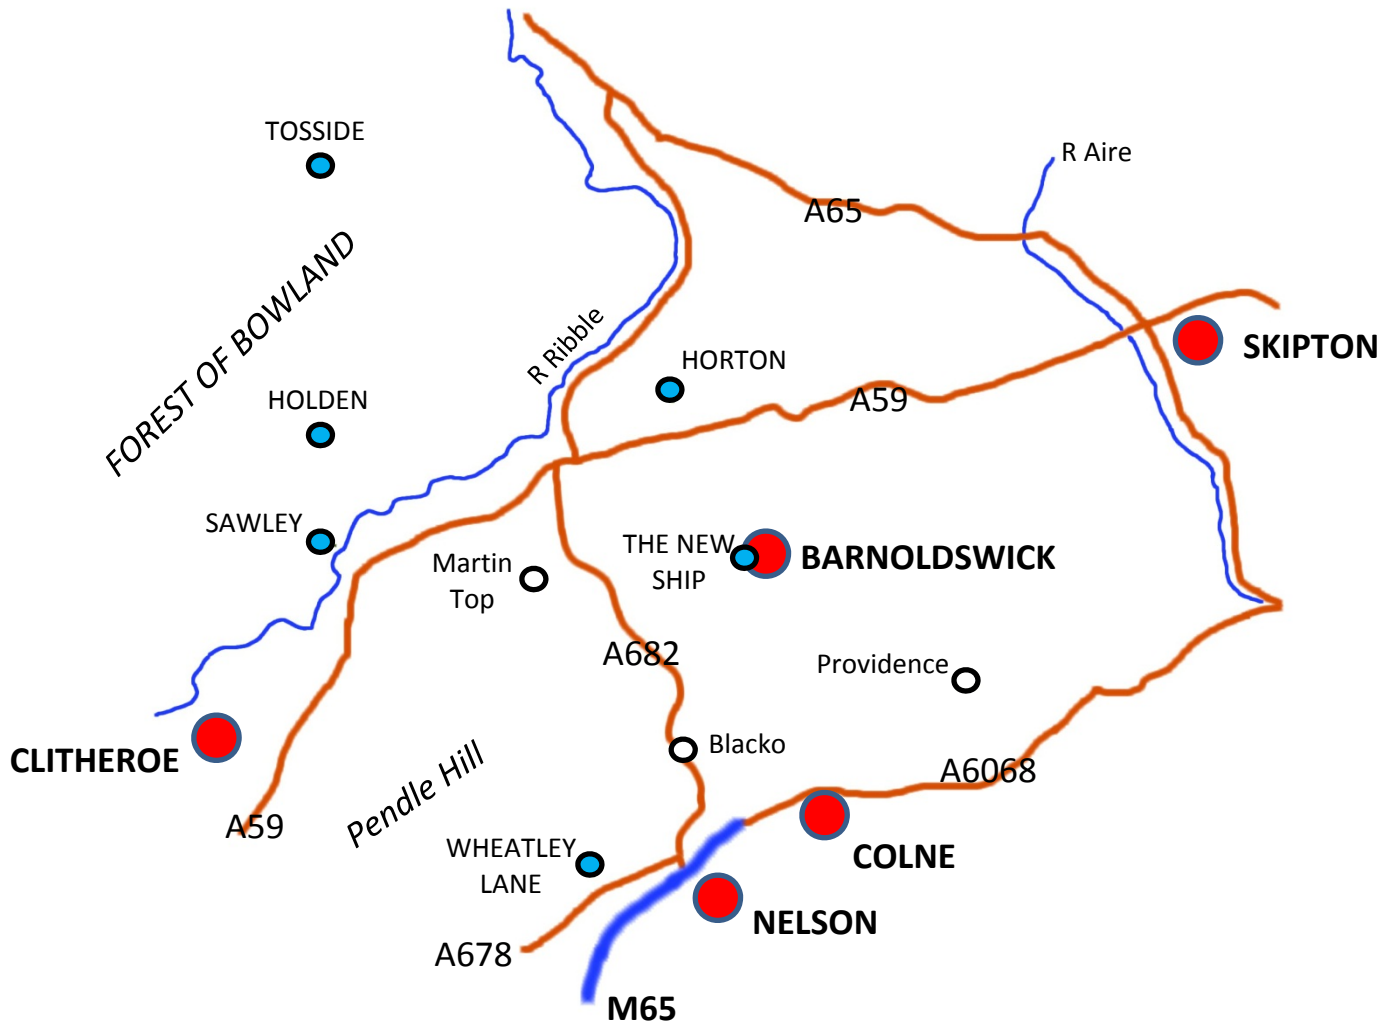 TOSSIDE
R Aire
A65
FOREST OF BOWLAND
R Ribble
HORTON
SKIPTON
A59
HOLDEN
SAWLEY
THE NEW
SHIP
BARNOLDSWICK
Martin
Top
A682
Providence
CLITHEROE
Blacko
Pendle Hill
A6068
A59
WHEATLEY
LANE
COLNE
NELSON
A678
M65